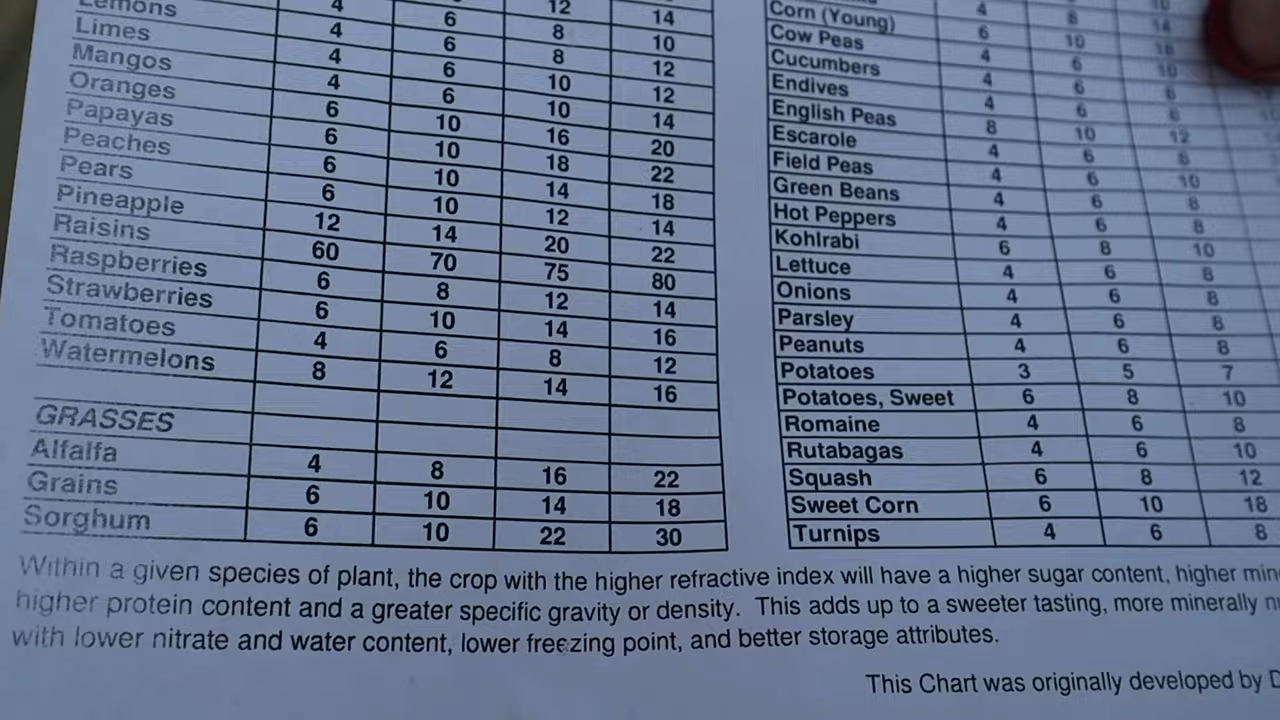 12 14
4 6 8 10
Lemons 4 6 8 12
Limes 4 6 10 12
Mangos 4 6 10 14
Oranges 6 10 16 20
Papayas 6 10 18 22
Peaches 6 10 14 18
Pears 6 10 12 14
Pineapple 12 14 20 22
Raisins 60 70 75 80
Raspberries 6 8 12 14
Strawberries 6 10 14 16
Tomatoes 4 6 8 12
Watermelons 8 12 14 16
GRASSES
Alfalfa 4 8 16 22
Grains 6 10 14 18
Sorghum 6 10 22 30
4 8 14
Corn (Young) 6 10 18
Cow Peas 4 6 10
Cucumbers 4 6 8
Endives 4 6 8
English Peas 8 10 12
Escarole 4 6 8
Field Peas 4 6 10
Green Beans 4 6 8
Hot Peppers 4 6 8
Kohlrabi 6 8 10
Lettuce 4 6 8
Onions 4 6 8
Parsley 4 6 8
Peanuts 4 6 8
Potatoes 3 5 7
Potatoes, Sweet 6 8 10
Romaine 4 6 8
Rutabagas 4 6 10
Squash 6 8 12
Sweet Corn 6 10 18
Turnips 4 6 8
Within a given species of plant, the crop with the higher refractive index will have a higher sugar content, higher
higher protein content and a greater specific gravity or density. This adds up to a sweeter tasting, more minerally
with lower nitrate and water content, lower freezing point, and better storage attributes.
This Chart was originally developed by